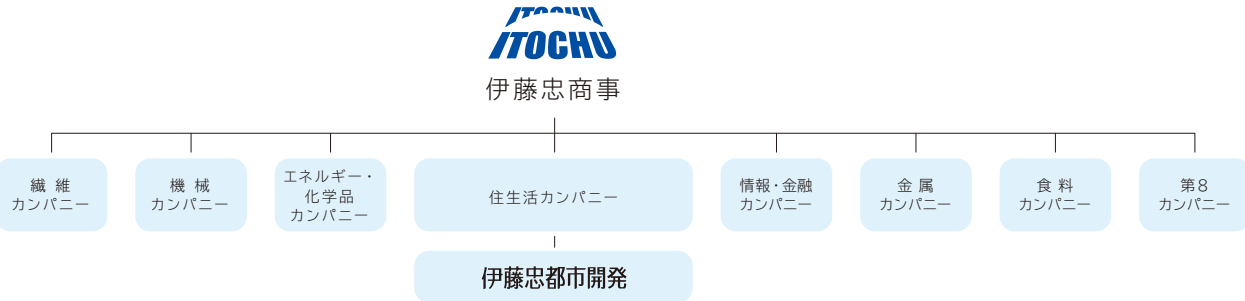 ITOCHU
ITOCHU
伊藤忠商事
繊 維
カンパニー
機 械
カンパニー
エネルギー・
化学品
カンパニー
住生活カンパニー
情報・金融
カンパニー
金 属
カンパニー
食 料
カンパニー
第8
カンパニー
伊藤忠都市開発